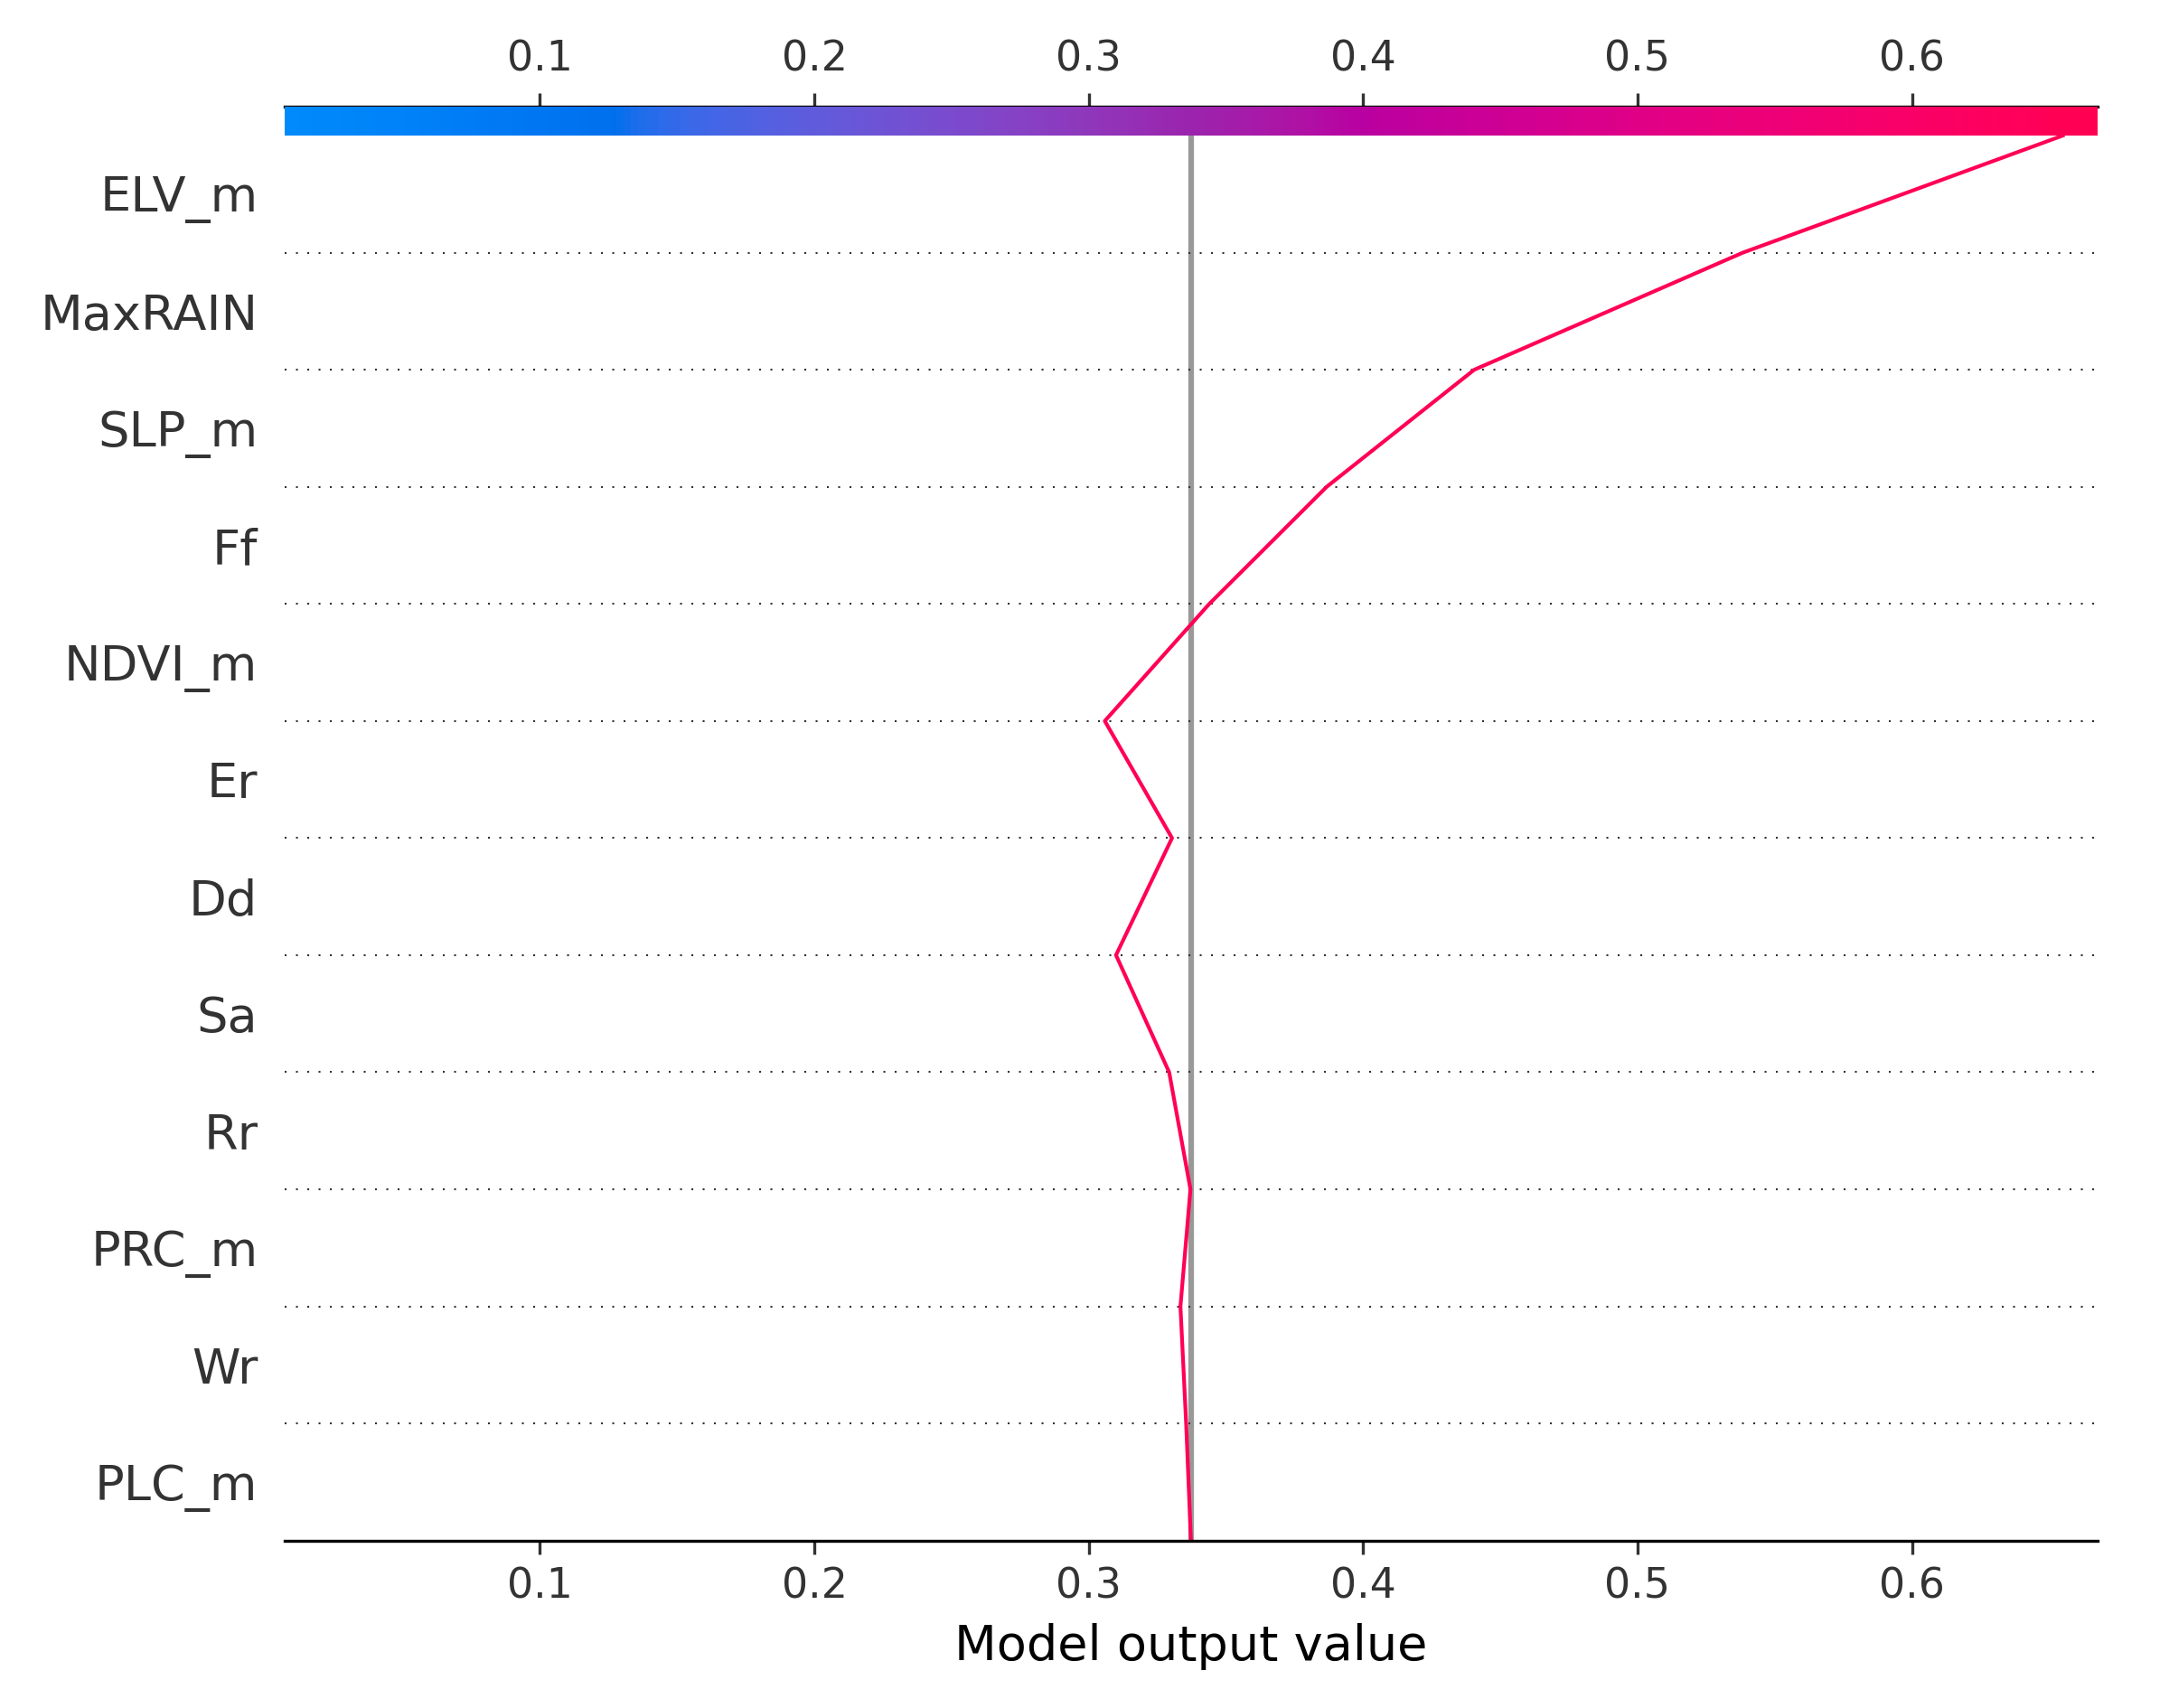 0.1 0.2 0.3 0.4 0.5 0.6
ELV_m
MaxRAIN
SLP_m
Ff
NDVI_m
Er
Dd
Sa
Rr
PRC_m
Wr
PLC_m
0.1 0.2 0.3 0.4 0.5 0.6
Model output value